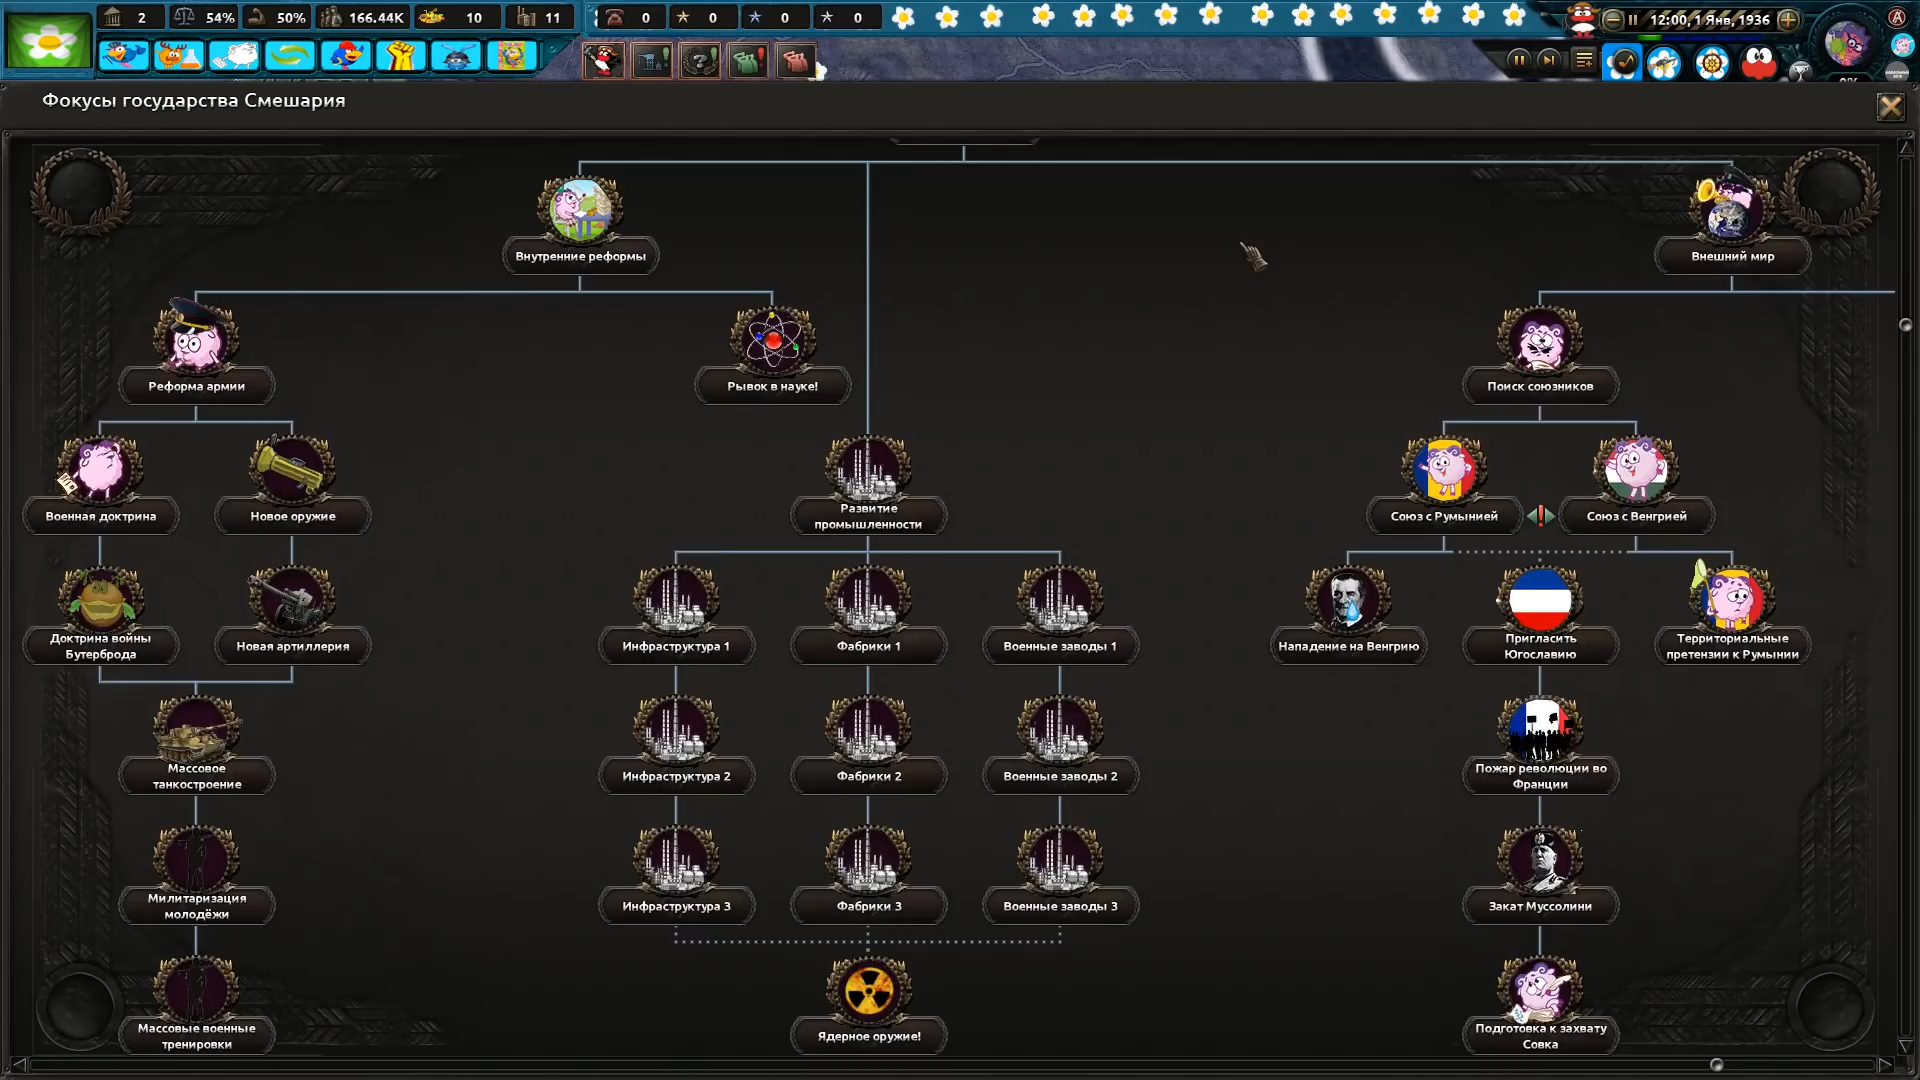 2
54%
50%
166.44K
10
11
0
0
0
0
12:00, 1 Янв, 1936
Фокусы государства Смешария
Внутренние реформы
Внешний мир
Реформа армии
Рывок в науке!
Поиск союзников
Военная доктрина
Новое оружие
Развитие
промышленности
Союз с Румынией
Союз с Венгрией
Доктрина войны
Бутерброда
Новая артиллерия
Инфраструктура 1
Фабрики 1
Военные заводы 1
Нападение на Венгрию
Пригласить
Югославию
Территориальные
претензии к Румынии
Массовое
танкостроение
Инфраструктура 2
Фабрики 2
Военные заводы 2
Пожар революции во
Франции
Милитаризация
молодёжи
Инфраструктура 3
Фабрики 3
Военные заводы 3
Закат Муссолини
Массовые военные
тренировки
Ядерное оружие!
Подготовка к захвату
Совка